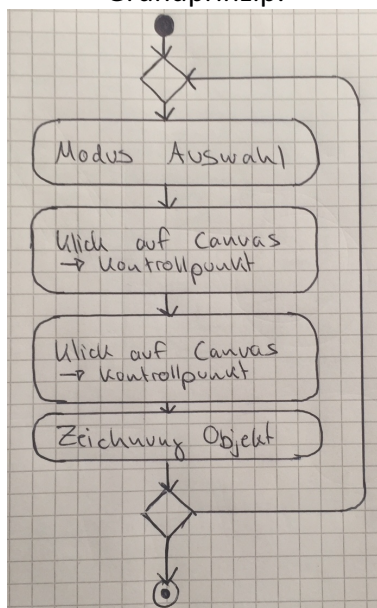 Grundprinzip:
Modus Auswahl
Klick auf Canvas
→ Kontrollpunkt
Klick auf Canvas
→ Kontrollpunkt
Zeichnung Objekt